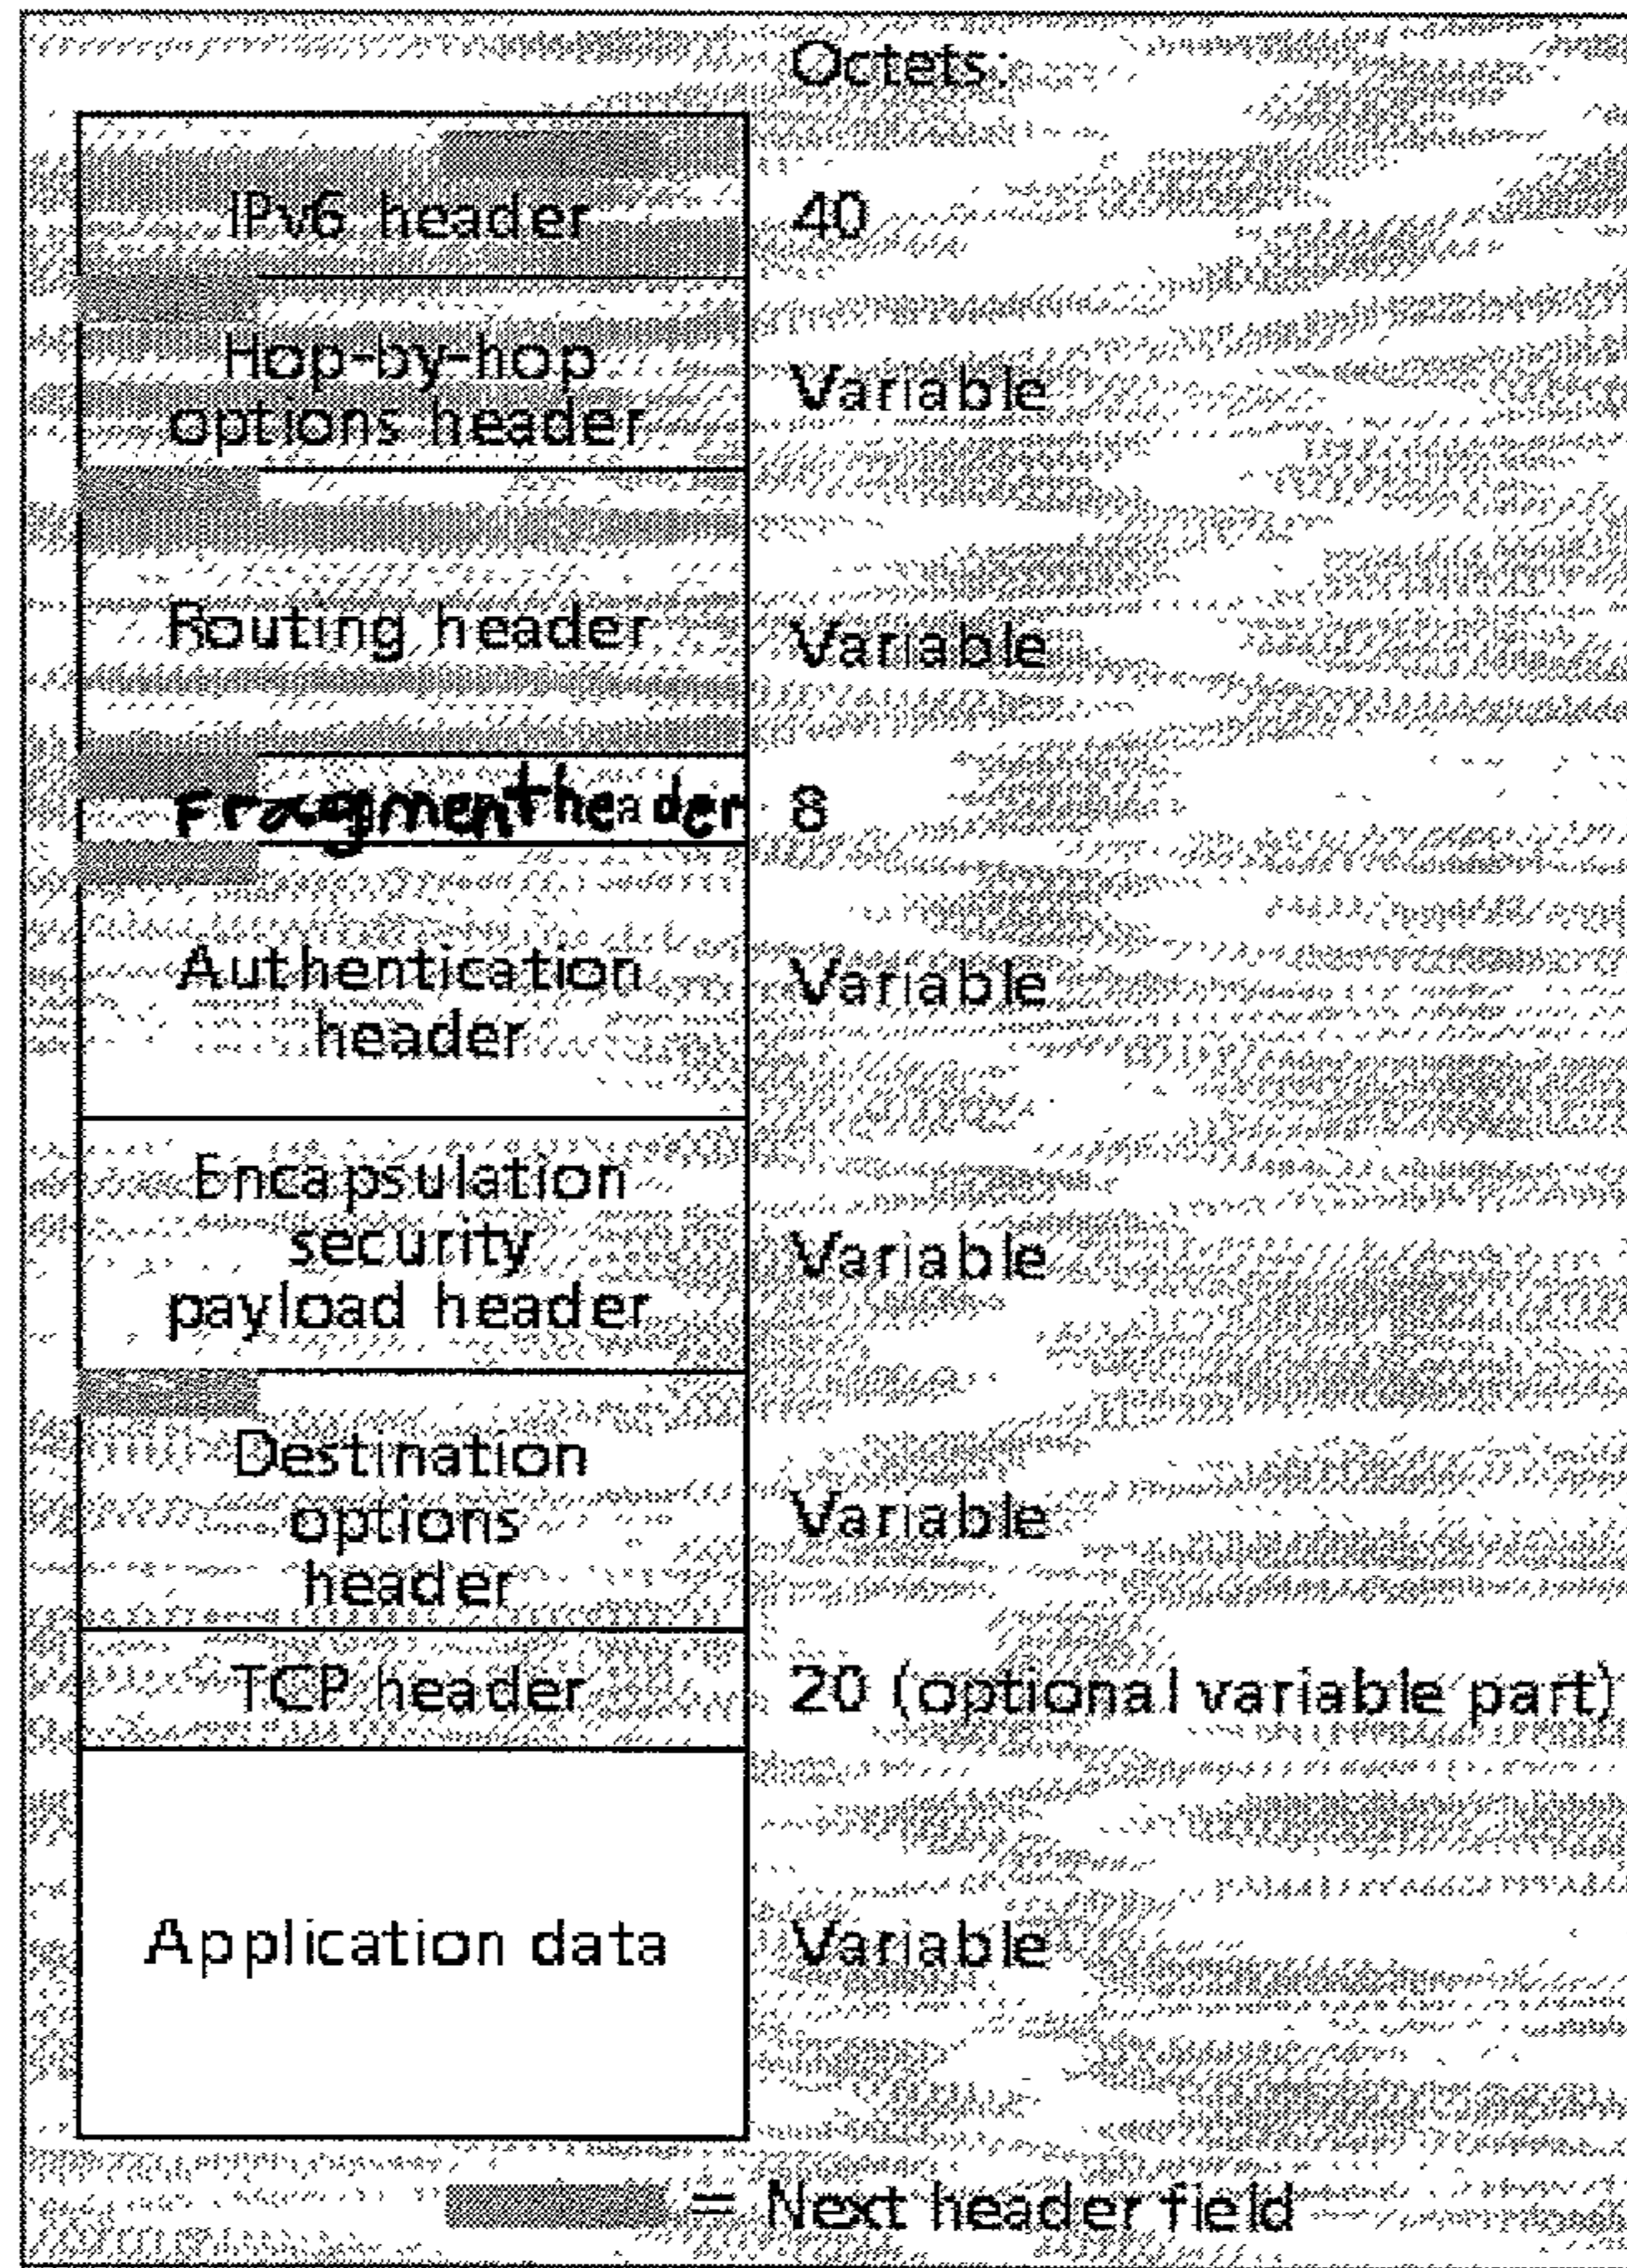 Octets:
IPv6 header 40
Hop-by-hop
options header
Variable
Routing header Variable
Fragment header 8
Authentication
header
Variable
Encapsulation
security
payload header
Variable
Destination
options
header
Variable
TCP header 20 (optional variable part)
Application data Variable
= Next header field